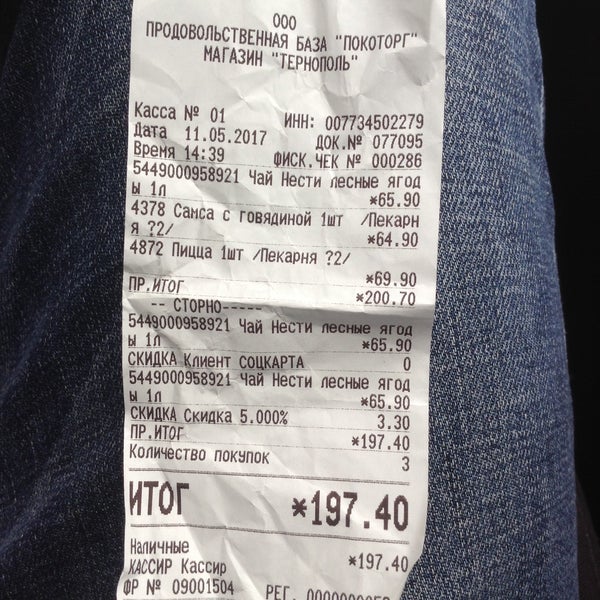 ООО
ПРОДОВОЛЬСТВЕННАЯ БАЗА "ПОКОТОРГ"
МАГАЗИН "ТЕРНОПОЛЬ"
Касса № 01 ИНН: 007734502279
Дата 11.05.2017 ДОК.№ 077095
Время 14:39 ФИСК.ЧЕК № 000286
5449000958921 Чай Нести лесные ягод
ы 1л *65.90
4378 Самса с говядиной 1шт /Пекарн
я ?2/ *64.90
4872 Пицца 1шт /Пекарня ?2/
*69.90
ПР.ИТОГ *200.70
-- СТОРНО-----
5449000958921 Чай Нести лесные ягод
ы 1л *65.90
СКИДКА Клиент СОЦКАРТА 0
5449000958921 Чай Нести лесные ягод
ы 1л *65.90
СКИДКА Скидка 5.000% 3.30
ПР.ИТОГ *197.40
Количество покупок 3
ИТОГ *197.40
Наличные *197.40
КАССИР Кассир
ФР № 09001504 РЕГ.